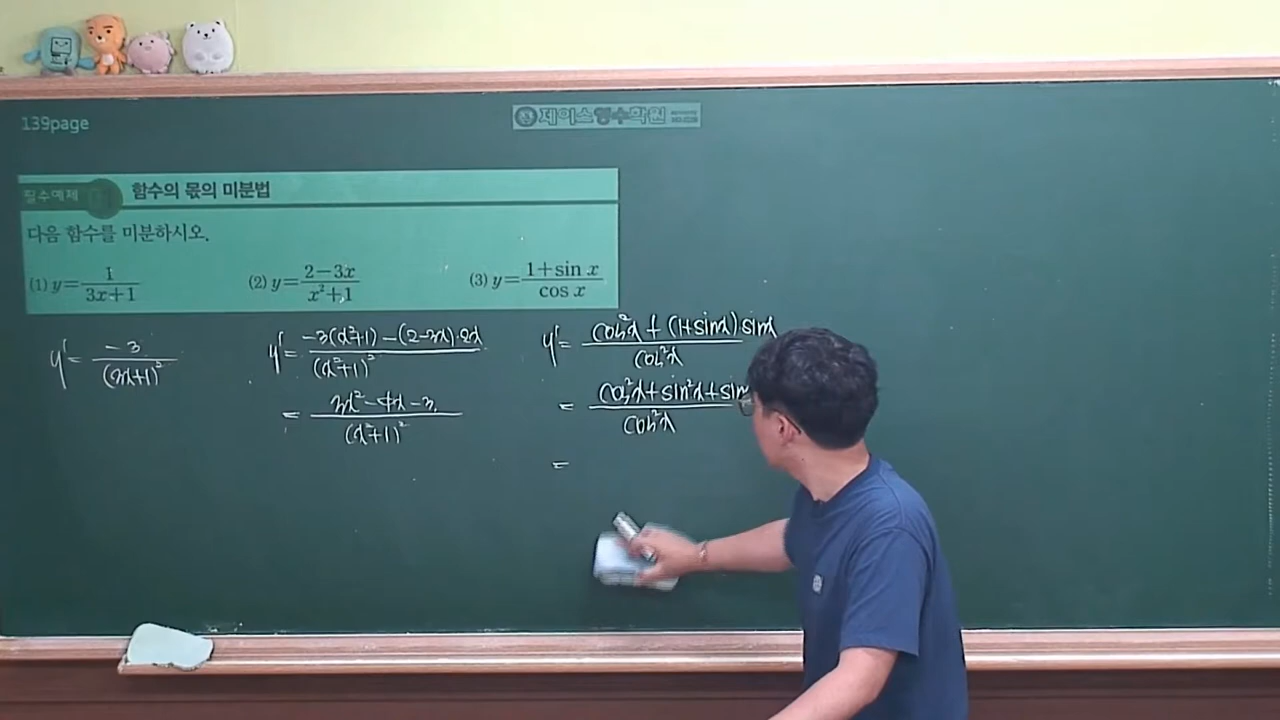 139page
제이스영수학원
필수예제 함수의 몫의 미분법
다음 함수를 미분하시오.
(1) y=1/(3x+1) (2) y=(2-3x)/(x²+1) (3) y=(1+sin x)/cos x
y'=-3/(3x+1)²
y'=(-3(x²+1)-(2-3x)·2x)/(x²+1)²
=(3x²-4x-3)/(x²+1)²
y'=(cos²x+(1+sinx)sinx)/cos²x
=(cos²x+sin²x+sin/cos²x
=